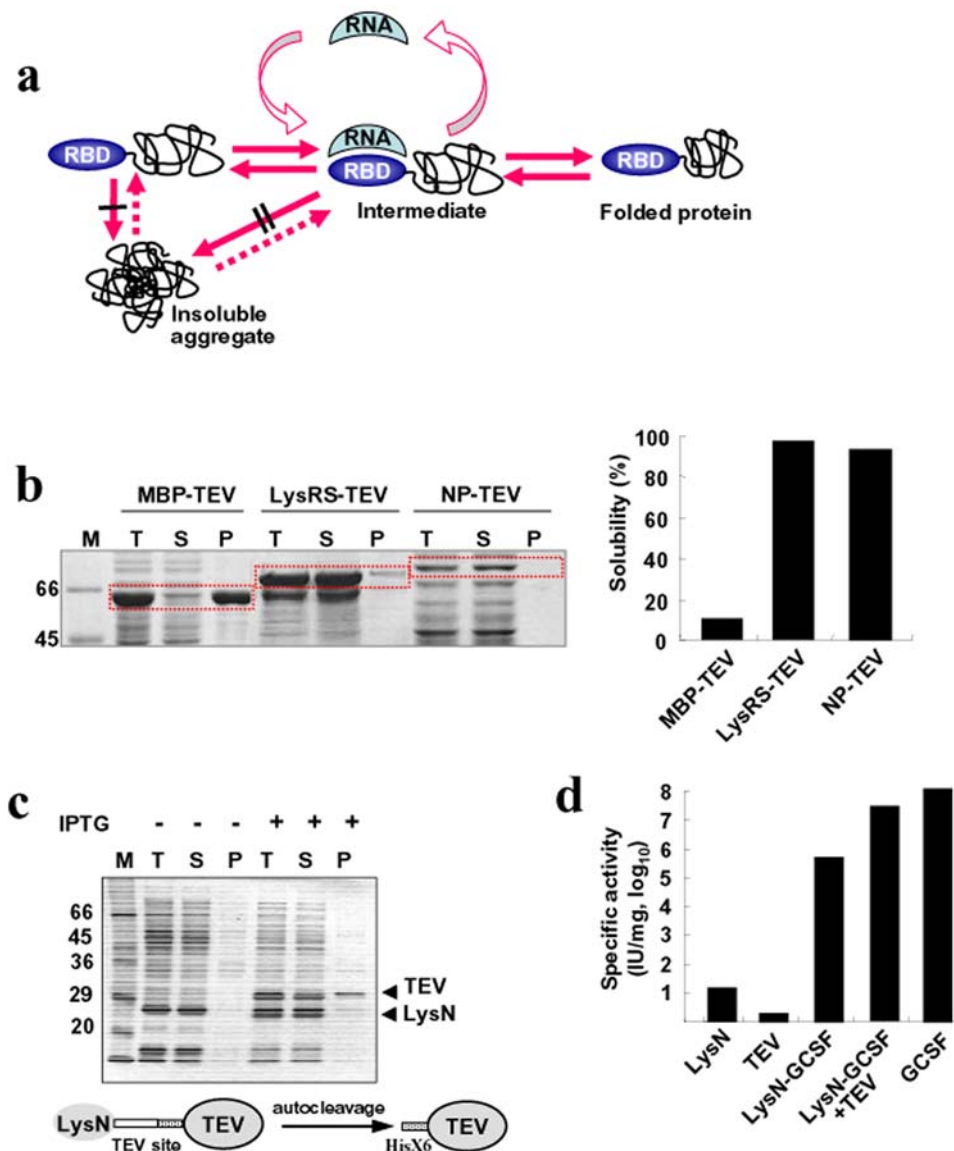 a
RNA
RNA
RBD
RBD
RBD
Intermediate
Folded protein
Insoluble
aggregate
b
MBP-TEV LysRS-TEV NP-TEV
M T S P T S P T S P
66
45
Solubility (%)
100
80
60
40
20
0
MBP-TEV
LysRS-TEV
NP-TEV
c
IPTG - - - + + +
M T S P T S P
66
45
36
29
20
TEV
LysN
LysN
TEV site
TEV
autocleavage
HisX6
TEV
d
Specific activity
(IU/mg, log10)
8
7
6
5
4
3
2
1
LysN
TEV
LysN-GCSF
LysN-GCSF
+TEV
GCSF